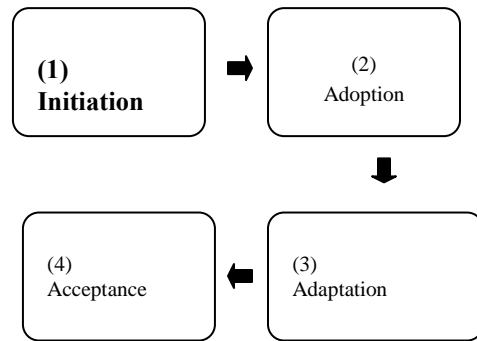 (1)
Initiation
(2)
Adoption
(3)
Adaptation
(4)
Acceptance